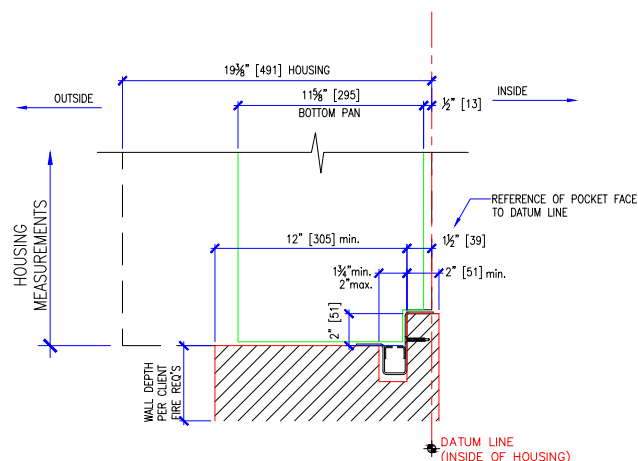 19⅜" [491] HOUSING
OUTSIDE
11⅝" [295]
BOTTOM PAN
½" [13]
INSIDE
HOUSING
MEASUREMENTS
REFERENCE OF POCKET FACE
TO DATUM LINE
12" [305] min.
1½" [39]
1¾"min.
2"max.
2" [51] min.
2" [51]
WALL DEPTH
PER CLIENT
FIRE REQ'S
DATUM LINE
(INSIDE OF HOUSING)